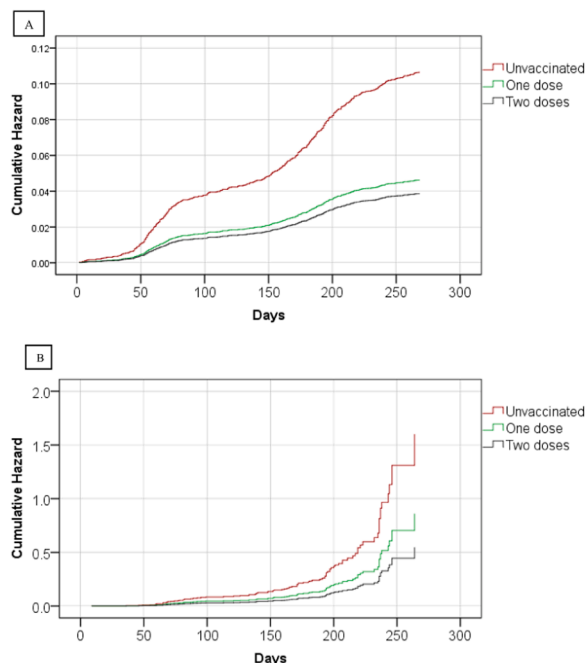 A
0.12
0.10
0.08
0.06
0.04
0.02
0.00
Cumulative Hazard
0 50 100 150 200 250 300
Days
Unvaccinated
One dose
Two doses
B
2.0
1.5
1.0
0.5
0.0
Cumulative Hazard
0 50 100 150 200 250 300
Days
Unvaccinated
One dose
Two doses